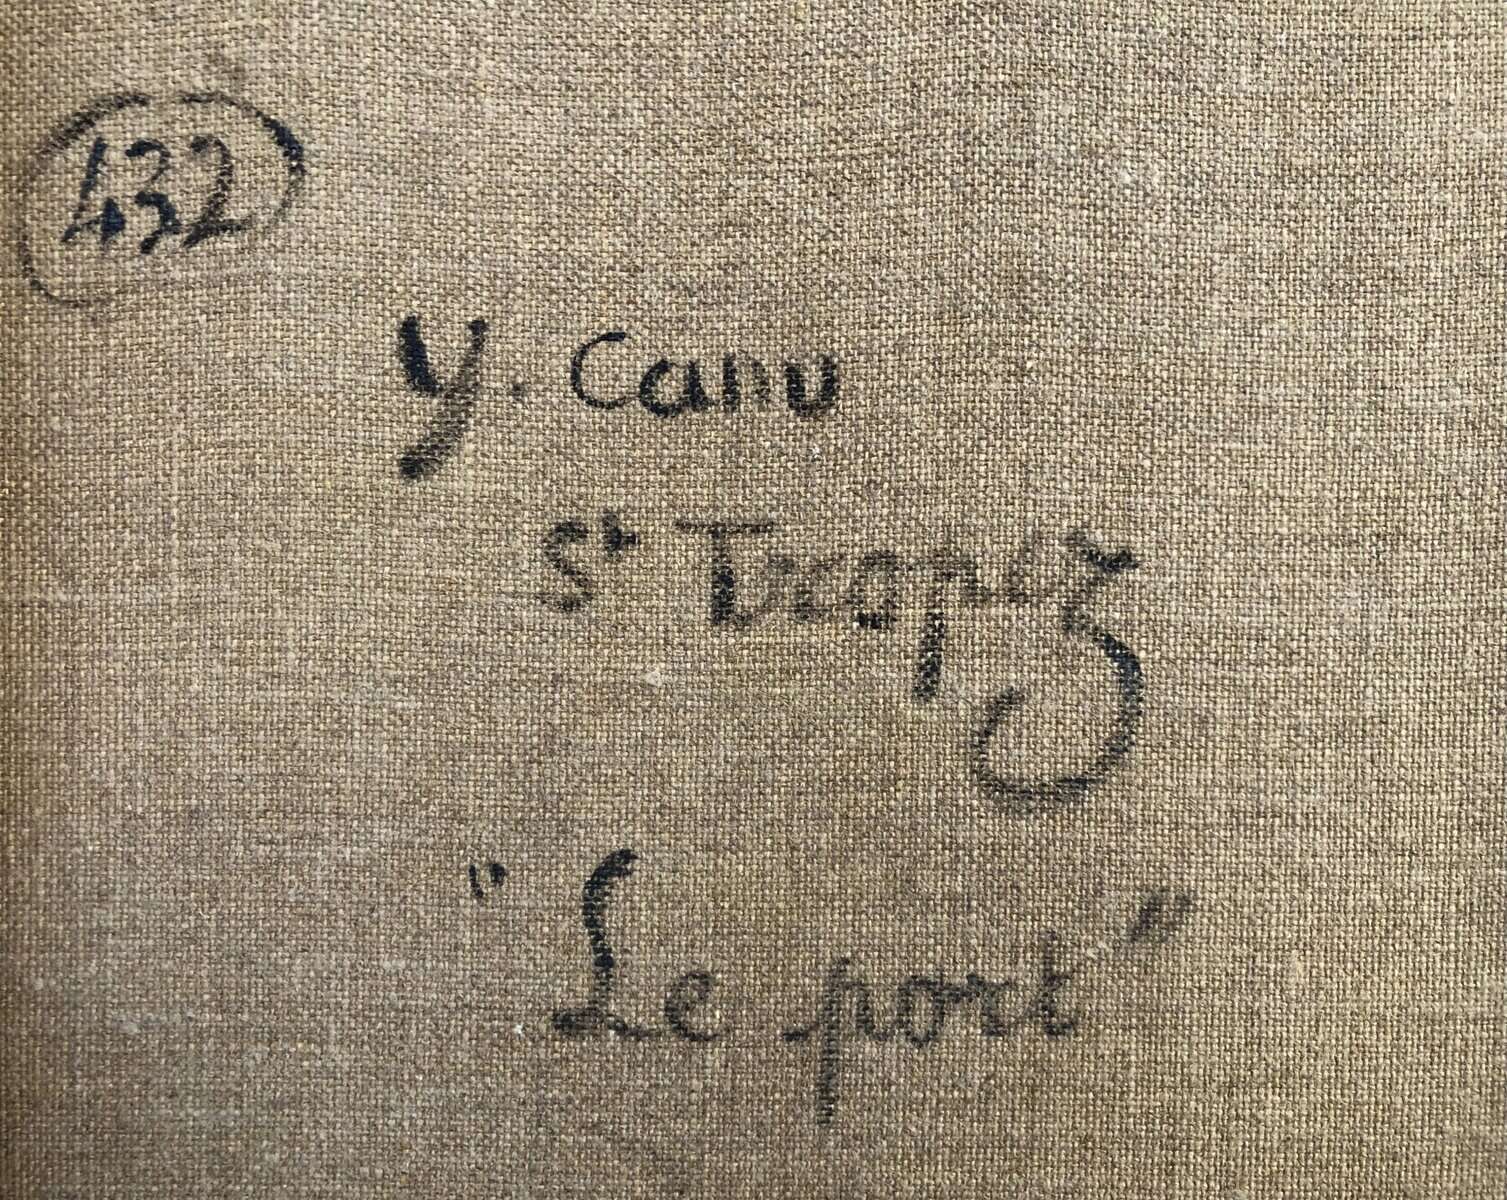 432
Y. Canu
St Tropez
"Le port"